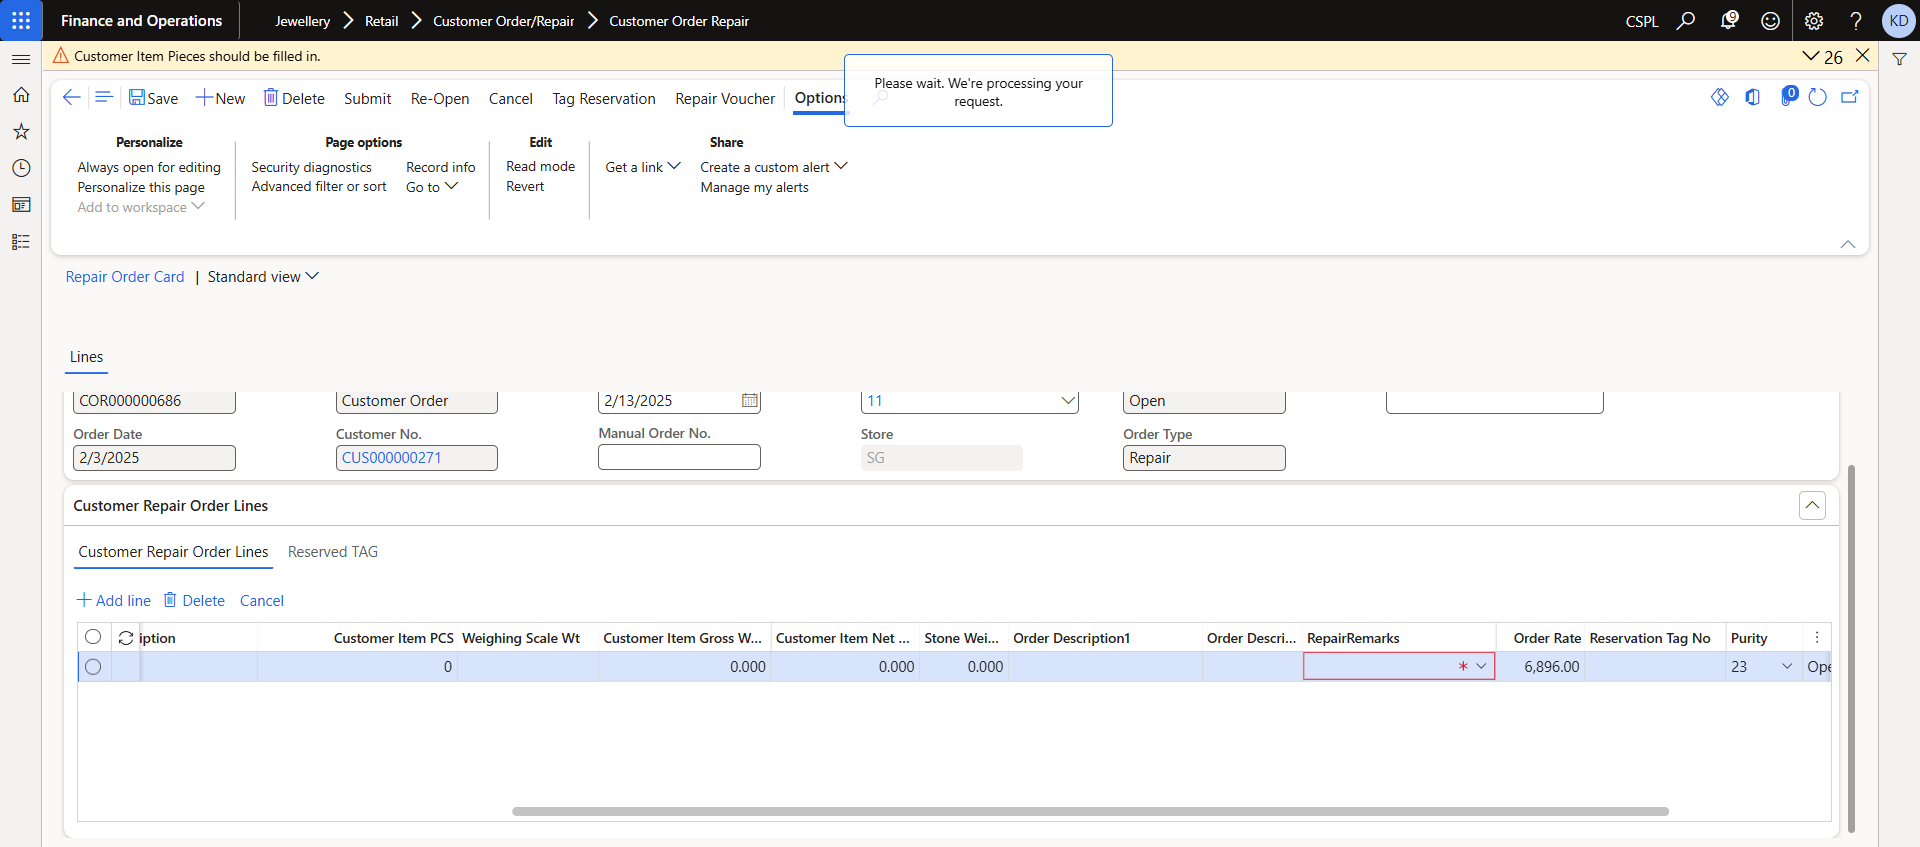 Finance and Operations
Jewellery
Retail
Customer Order/Repair
Customer Order Repair
CSPL
9
KD
Customer Item Pieces should be filled in.
26
Please wait. We're processing your
request.
Save
New
Delete
Submit
Re-Open
Cancel
Tag Reservation
Repair Voucher
Options
0
Personalize
Always open for editing
Personalize this page
Add to workspace
Page options
Security diagnostics
Advanced filter or sort
Record info
Go to
Edit
Read mode
Revert
Share
Get a link
Create a custom alert
Manage my alerts
Repair Order Card | Standard view
Lines
COR000000686
Customer Order
2/13/2025
11
Open
Order Date
Customer No.
Manual Order No.
Store
Order Type
2/3/2025
CUS000000271
SG
Repair
Customer Repair Order Lines
Customer Repair Order Lines
Reserved TAG
Add line
Delete
Cancel
iption
Customer Item PCS
Weighing Scale Wt
Customer Item Gross W...
Customer Item Net ...
Stone Wei...
Order Description1
Order Descri...
RepairRemarks
Order Rate
Reservation Tag No
Purity
0
0.000
0.000
0.000
*
6,896.00
23
Ope